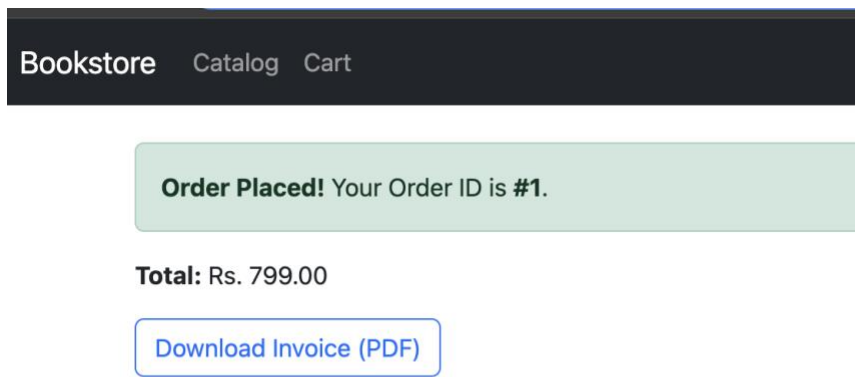 Bookstore Catalog Cart
Order Placed! Your Order ID is #1.
Total: Rs. 799.00
Download Invoice (PDF)